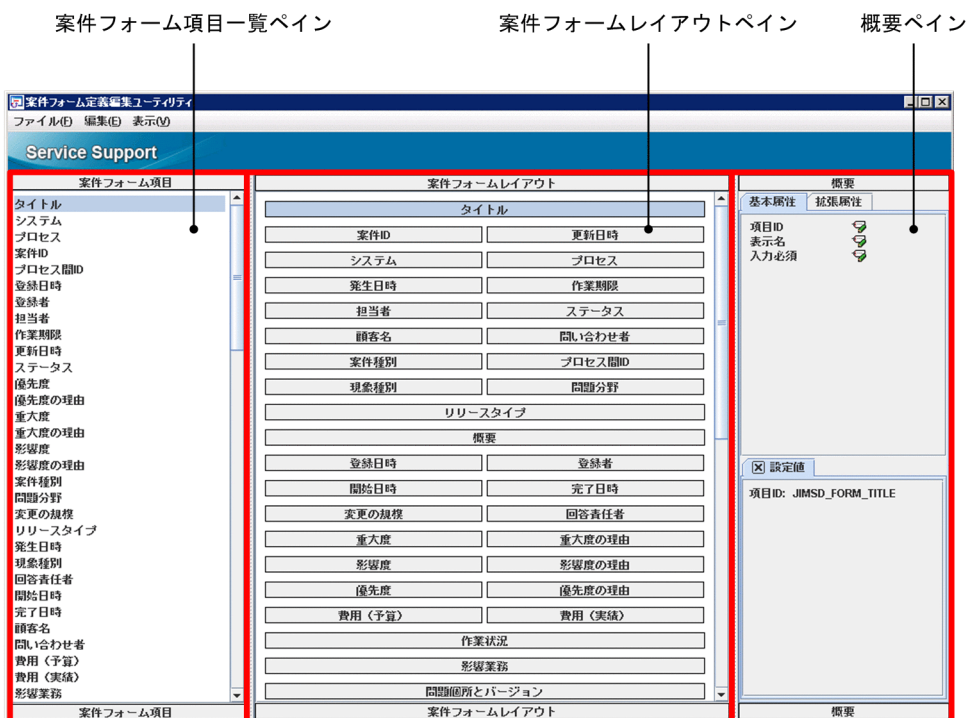 案件フォーム項目一覧ペイン
案件フォームレイアウトペイン
概要ペイン
案件フォーム定義編集ユーティリティ
ファイル(F) 編集(E) 表示(V)
Service Support
案件フォーム項目
タイトル
システム
プロセス
案件ID
プロセス間ID
登録日時
登録者
担当者
作業期限
更新日時
ステータス
優先度
優先度の理由
重大度
重大度の理由
影響度
影響度の理由
案件種別
問題分野
変更の規模
リリースタイプ
発生日時
現象種別
回答責任者
開始日時
完了日時
顧客名
問い合わせ者
費用（予算）
費用（実績）
影響業務
案件フォーム項目
案件フォームレイアウト
タイトル
案件ID 更新日時
システム プロセス
発生日時 作業期限
担当者 ステータス
顧客名 問い合わせ者
案件種別 プロセス間ID
現象種別 問題分野
リリースタイプ
概要
登録日時 登録者
開始日時 完了日時
変更の規模 回答責任者
重大度 重大度の理由
影響度 影響度の理由
優先度 優先度の理由
費用（予算） 費用（実績）
作業状況
影響業務
問題個所とバージョン
案件フォームレイアウト
概要
基本属性 拡張属性
項目ID
表示名
入力必須
設定値
項目ID: JIMSD_FORM_TITLE
概要